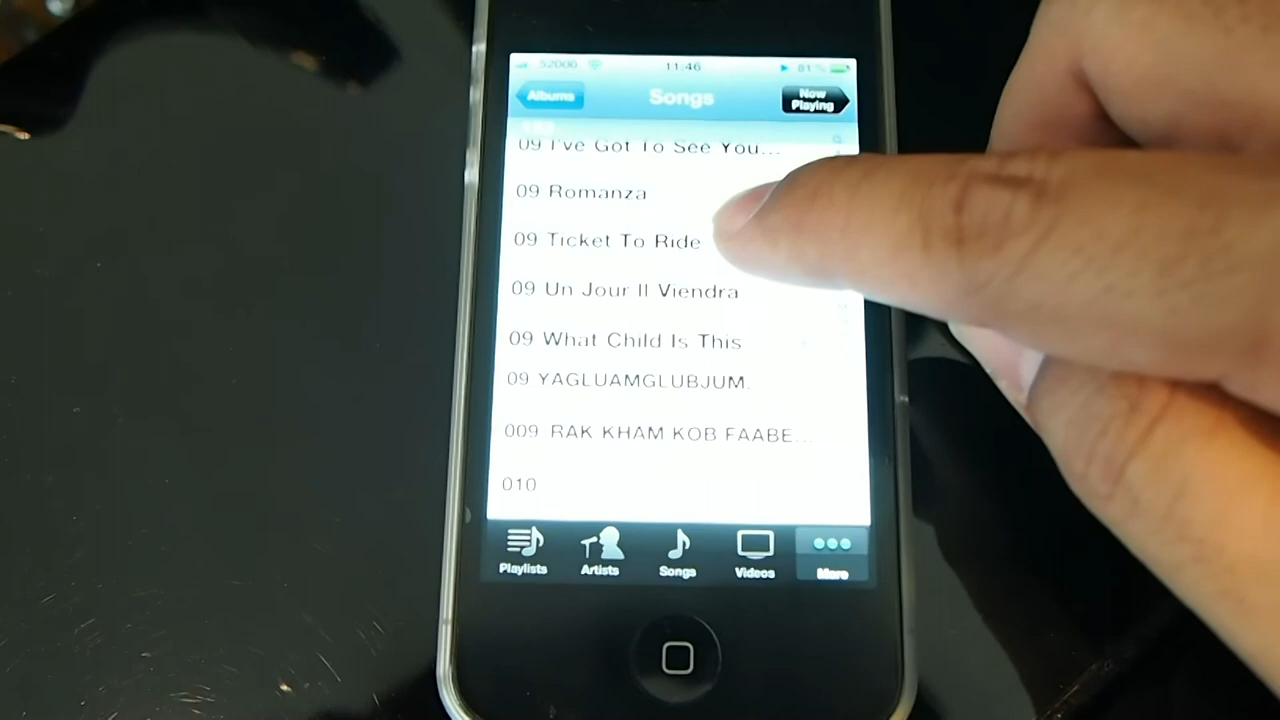 52000 11:46 81%
Albums Songs Now Playing
09 I've Got To See You...
09 Romanza
09 Ticket To Ride
09 Un Jour Il Viendra
09 What Child Is This
09 YAGLUAMGLUBJUM.
009 RAK KHAM KOB FAABE...
010
Playlists Artists Songs Videos More